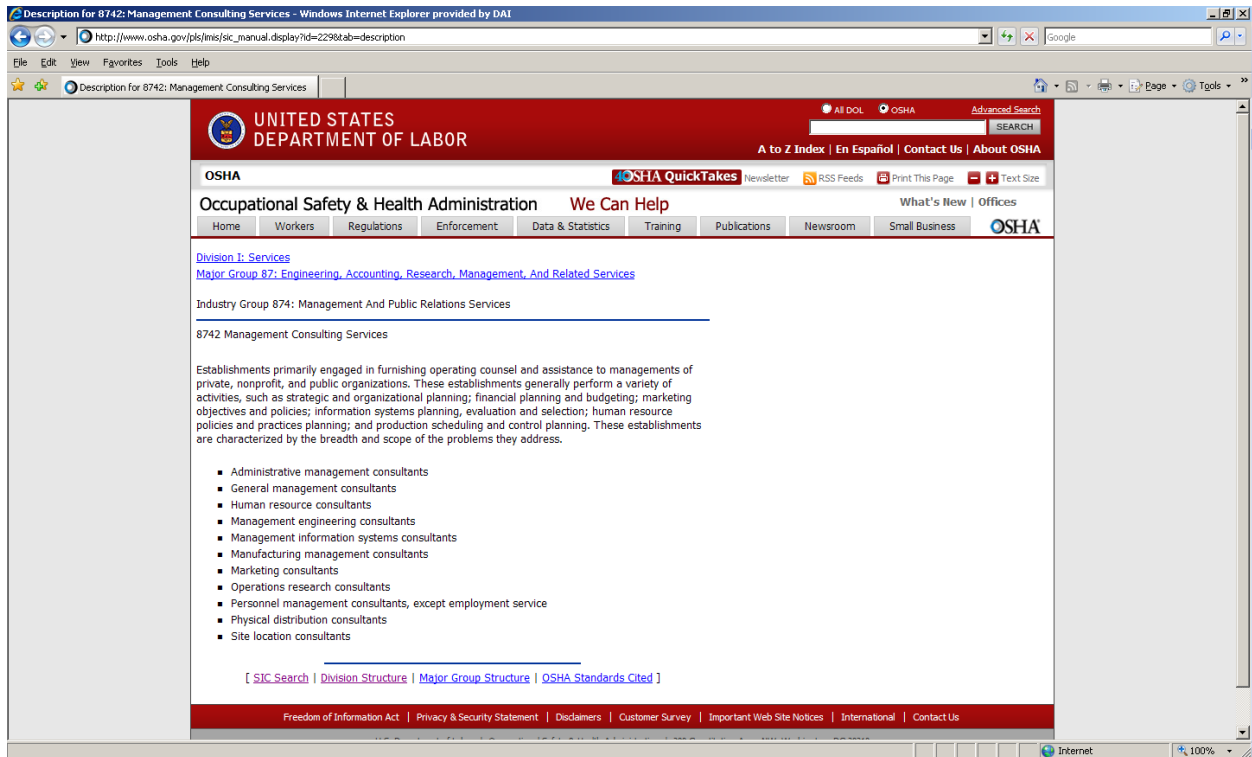 Description for 8742: Management Consulting Services - Windows Internet Explorer provided by DAI
http://www.osha.gov/pls/imis/sic_manual.display?id=229&tab=description
Google
File Edit View Favorites Tools Help
Description for 8742: Management Consulting Services
Page Tools
UNITED STATES
DEPARTMENT OF LABOR
All DOL OSHA Advanced Search
SEARCH
A to Z Index | En Español | Contact Us | About OSHA
OSHA
OSHA QuickTakes Newsletter RSS Feeds Print This Page Text Size
Occupational Safety & Health Administration We Can Help
What's New | Offices
Home Workers Regulations Enforcement Data & Statistics Training Publications Newsroom Small Business OSHA
Division I: Services
Major Group 87: Engineering, Accounting, Research, Management, And Related Services
Industry Group 874: Management And Public Relations Services
8742 Management Consulting Services
Establishments primarily engaged in furnishing operating counsel and assistance to managements of
private, nonprofit, and public organizations. These establishments generally perform a variety of
activities, such as strategic and organizational planning; financial planning and budgeting; marketing
objectives and policies; information systems planning, evaluation and selection; human resource
policies and practices planning; and production scheduling and control planning. These establishments
are characterized by the breadth and scope of the problems they address.
Administrative management consultants
General management consultants
Human resource consultants
Management engineering consultants
Management information systems consultants
Manufacturing management consultants
Marketing consultants
Operations research consultants
Personnel management consultants, except employment service
Physical distribution consultants
Site location consultants
[ SIC Search | Division Structure | Major Group Structure | OSHA Standards Cited ]
Freedom of Information Act | Privacy & Security Statement | Disclaimers | Customer Survey | Important Web Site Notices | International | Contact Us
Internet 100%